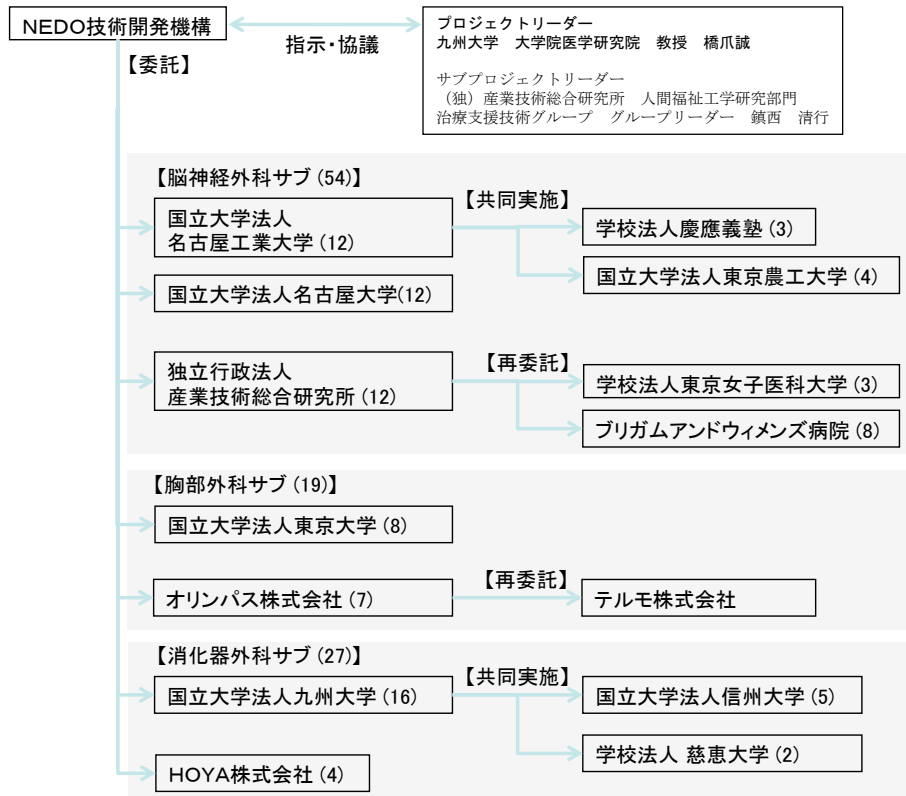 NEDO技術開発機構
指示・協議
プロジェクトリーダー
九州大学 大学院医学研究院 教授 橋爪誠
サブプロジェクトリーダー
(独)産業技術総合研究所 人間福祉工学研究部門
治療支援技術グループ グループリーダー 鎮西 清行
【委託】
【脳神経外科サブ(54)】
国立大学法人
名古屋工業大学(12)
【共同実施】
学校法人慶應義塾(3)
国立大学法人東京農工大学(4)
国立大学法人名古屋大学(12)
独立行政法人
産業技術総合研究所(12)
【再委託】
学校法人東京女子医科大学(3)
ブリガムアンドウィメンズ病院(8)
【胸部外科サブ(19)】
国立大学法人東京大学(8)
オリンパス株式会社(7)
【再委託】
テルモ株式会社
【消化器外科サブ(27)】
国立大学法人九州大学(16)
【共同実施】
国立大学法人信州大学(5)
学校法人 慈恵大学(2)
HOYA株式会社(4)